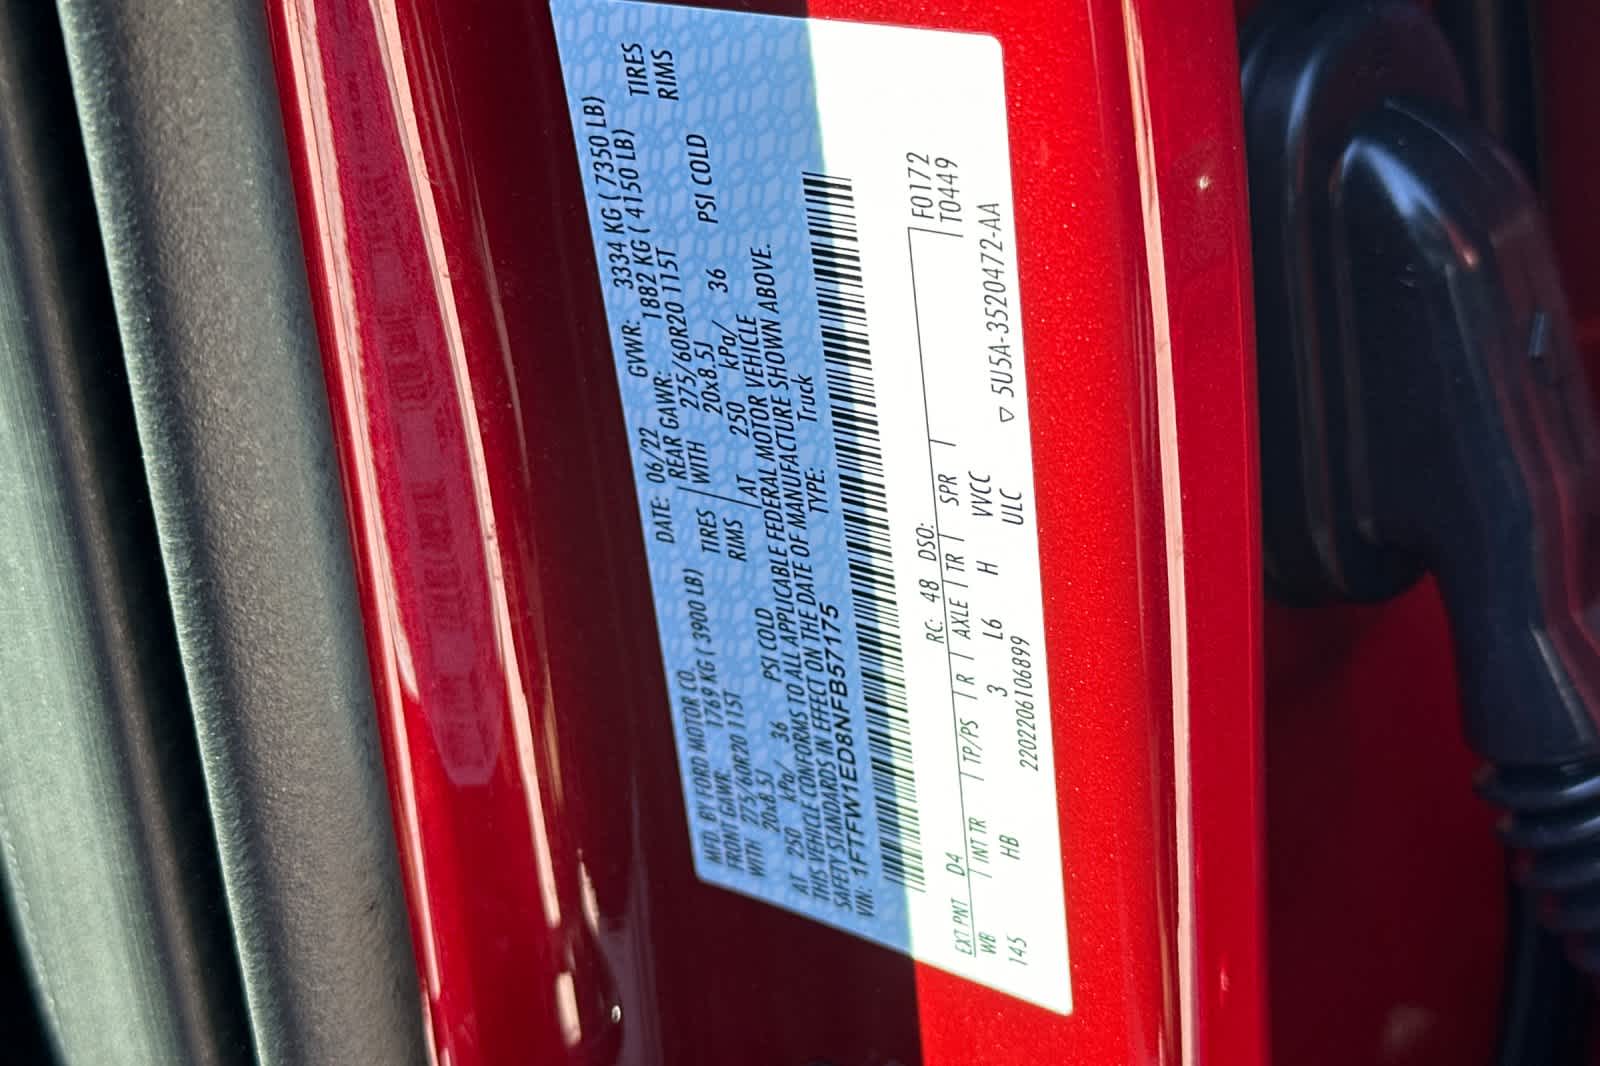 MFD. BY FORD MOTOR CO.
DATE: 06/22 GVWR: 3334 KG ( 7350 LB)
FRONT GAWR: 1769 KG ( 3900 LB) REAR GAWR: 1882 KG ( 4150 LB)
WITH 275/60R20 115T TIRES WITH 275/60R20 115T TIRES
20x8.5J RIMS 20x8.5J RIMS
AT 250 kPa/ 36 PSI COLD AT 250 kPa/ 36 PSI COLD
THIS VEHICLE CONFORMS TO ALL APPLICABLE FEDERAL MOTOR VEHICLE
SAFETY STANDARDS IN EFFECT ON THE DATE OF MANUFACTURE SHOWN ABOVE.
VIN: 1FTFW1ED8NFB57175 TYPE: Truck
F0172
T0449
EXT PNT D4 RC: 48 DSO:
WB INT TR TP/PS R AXLE TR SPR
145 HB 3 L6 H VVCC
ULC
2202206106899
▽ 5U5A-3520472-AA